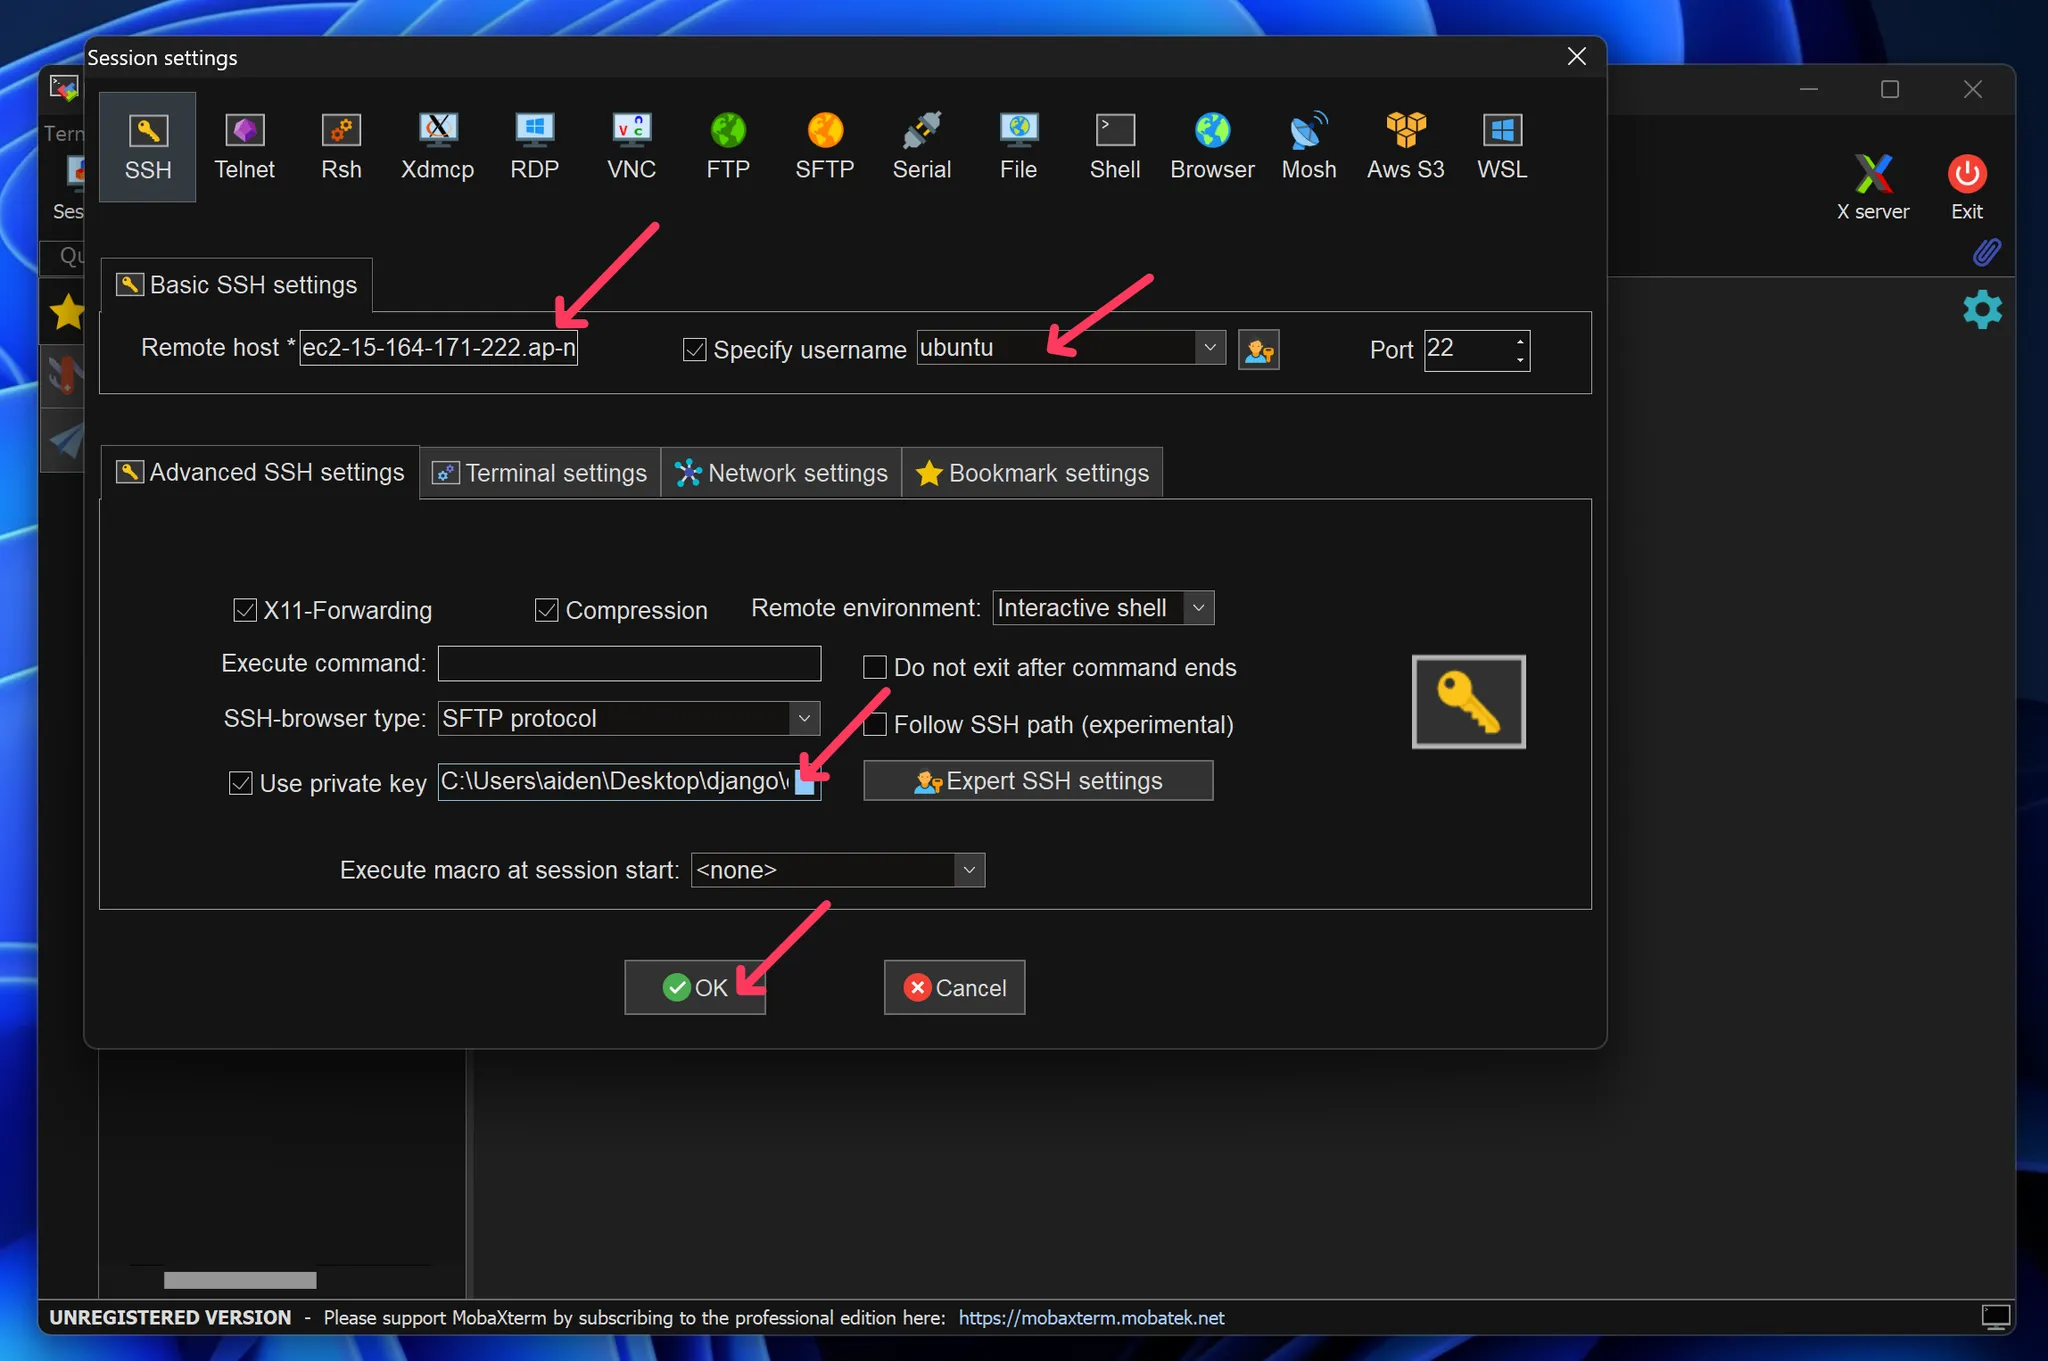 Session settings
SSH
Telnet
Rsh
Xdmcp
RDP
VNC
FTP
SFTP
Serial
File
Shell
Browser
Mosh
Aws S3
WSL
X server
Exit
Basic SSH settings
Remote host * ec2-15-164-171-222.ap-n
Specify username ubuntu
Port 22
Advanced SSH settings
Terminal settings
Network settings
Bookmark settings
X11-Forwarding
Compression
Remote environment: Interactive shell
Execute command:
Do not exit after command ends
SSH-browser type: SFTP protocol
Follow SSH path (experimental)
Use private key C:\Users\aiden\Desktop\django\
Expert SSH settings
Execute macro at session start: <none>
OK
Cancel
UNREGISTERED VERSION - Please support MobaXterm by subscribing to the professional edition here: https://mobaxterm.mobatek.net